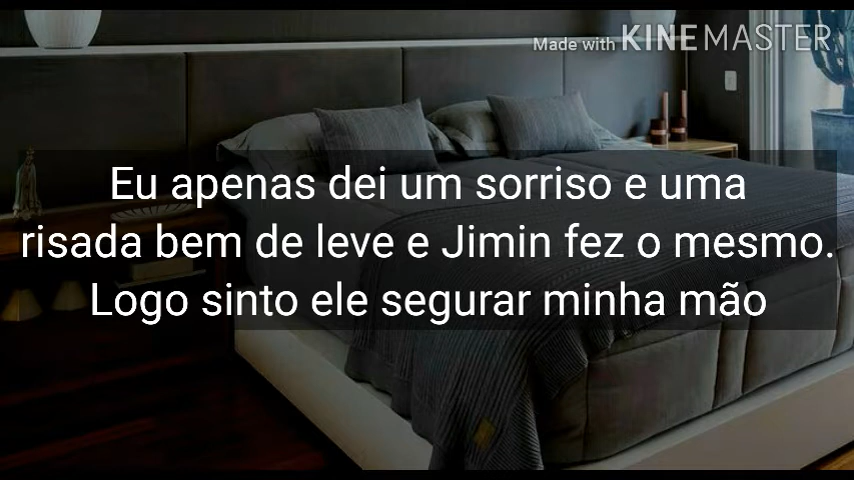 Made with KINEMASTER
Eu apenas dei um sorriso e uma
risada bem de leve e Jimin fez o mesmo.
Logo sinto ele segurar minha mão